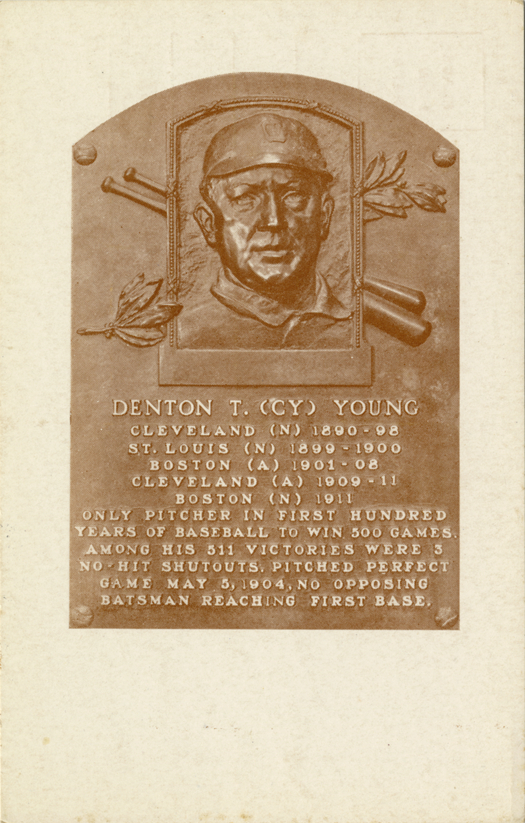 DENTON T. (CY) YOUNG
CLEVELAND (N) 1890-98
ST. LOUIS (N) 1899-1900
BOSTON (A) 1901-08
CLEVELAND (A) 1909-11
BOSTON (N) 1911
ONLY PITCHER IN FIRST HUNDRED
YEARS OF BASEBALL TO WIN 500 GAMES.
AMONG HIS 511 VICTORIES WERE 3
NO-HIT SHUTOUTS. PITCHED PERFECT
GAME MAY 5, 1904, NO OPPOSING
BATSMAN REACHING FIRST BASE.